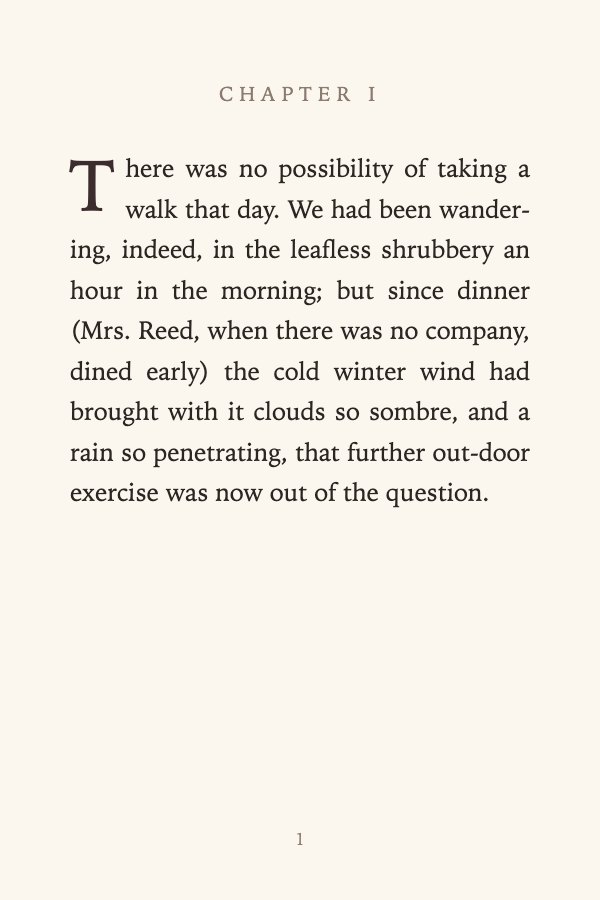 CHAPTER I
There was no possibility of taking a
walk that day. We had been wander-
ing, indeed, in the leafless shrubbery an
hour in the morning; but since dinner
(Mrs. Reed, when there was no company,
dined early) the cold winter wind had
brought with it clouds so sombre, and a
rain so penetrating, that further out-door
exercise was now out of the question.
1